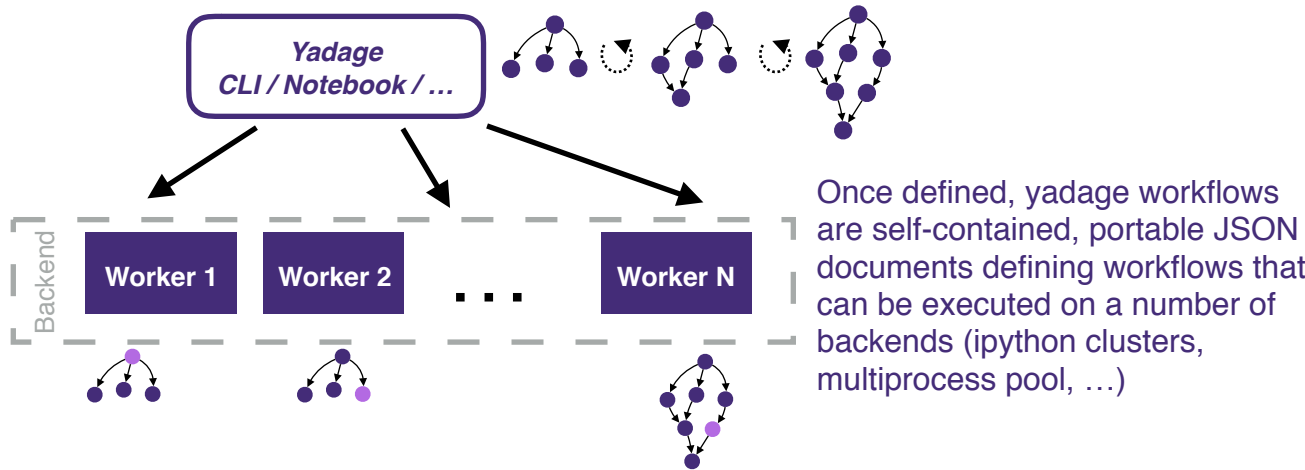 Yadage
CLI / Notebook / …
Backend
Worker 1
Worker 2
. . .
Worker N
Once defined, yadage workflows
are self-contained, portable JSON
documents defining workflows that
can be executed on a number of
backends (ipython clusters,
multiprocess pool, …)